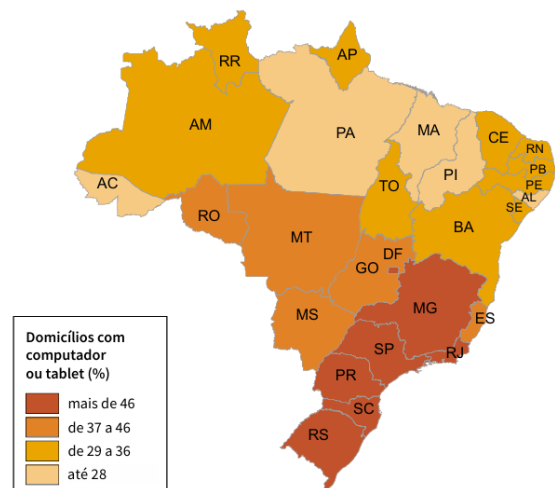 RR
AP
AM
PA
MA
CE
RN
PB
PE
AL
SE
PI
TO
BA
AC
RO
MT
GO
DF
MS
MG
ES
SP
RJ
PR
SC
RS
Domicílios com
computador
ou tablet (%)
mais de 46
de 37 a 46
de 29 a 36
até 28